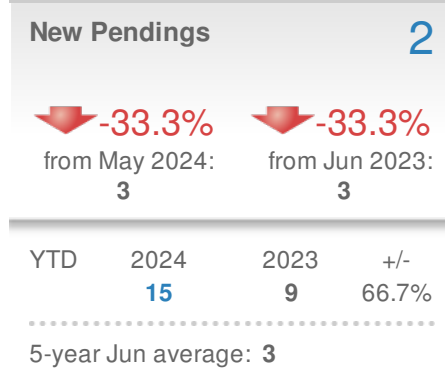 New Pendings 2
-33.3% -33.3%
from May 2024: from Jun 2023:
3 3
YTD 2024 2023 +/-
15 9 66.7%
5-year Jun average: 3